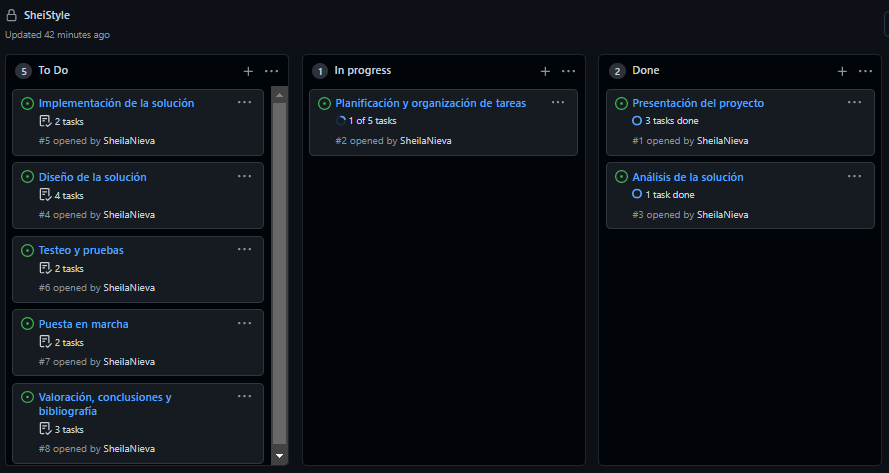 SheiStyle
Updated 42 minutes ago
5 To Do
Implementación de la solución
2 tasks
#5 opened by SheilaNieva
Diseño de la solución
4 tasks
#4 opened by SheilaNieva
Testeo y pruebas
2 tasks
#6 opened by SheilaNieva
Puesta en marcha
2 tasks
#7 opened by SheilaNieva
Valoración, conclusiones y
bibliografía
3 tasks
#8 opened by SheilaNieva
1 In progress
Planificación y organización de tareas
1 of 5 tasks
#2 opened by SheilaNieva
2 Done
Presentación del proyecto
3 tasks done
#1 opened by SheilaNieva
Análisis de la solución
1 task done
#3 opened by SheilaNieva